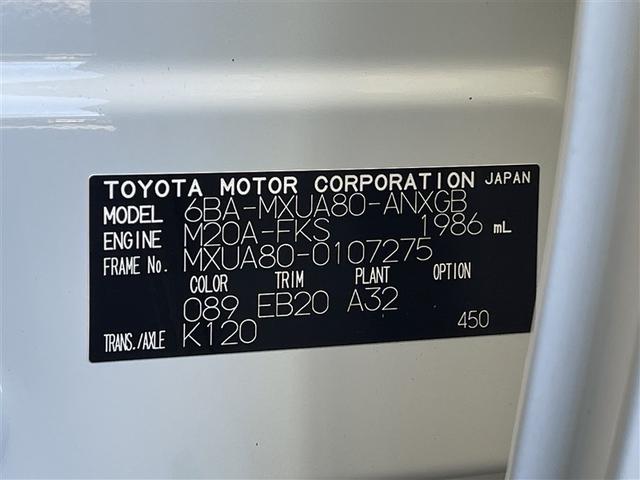 TOYOTA MOTOR CORPORATION JAPAN
MODEL 6BA-MXUA80-ANXGB
ENGINE M20A-FKS 1986 mL
FRAME No. MXUA80-0107275
COLOR TRIM PLANT OPTION
089 EB20 A32
TRANS./AXLE K120 450